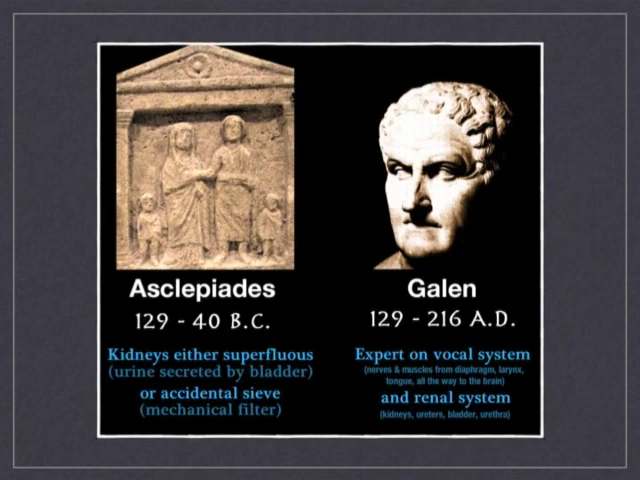 Asclepiades
129 - 40 B.C.
Kidneys either superfluous
(urine secreted by bladder)
or accidental sieve
(mechanical filter)
Galen
129 - 216 A.D.
Expert on vocal system
(nerves & muscles from diaphragm, larynx,
tongue, all the way to the brain)
and renal system
(kidneys, ureters, bladder, urethra)